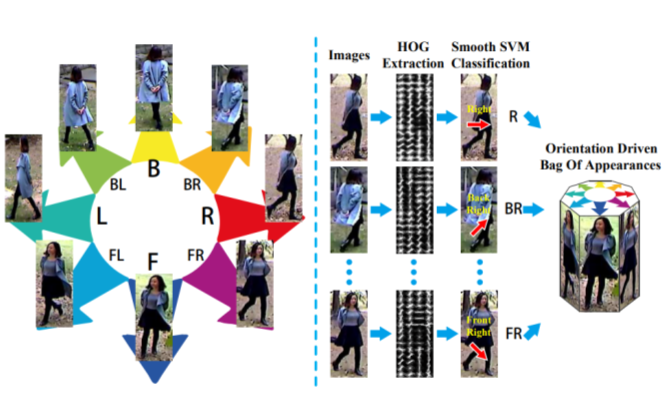 B
BL
BR
L
R
FL
F
FR
Images
HOG
Extraction
Smooth SVM
Classification
Right
R
Back
Right
BR
Front
Right
FR
Orientation Driven
Bag Of Appearances